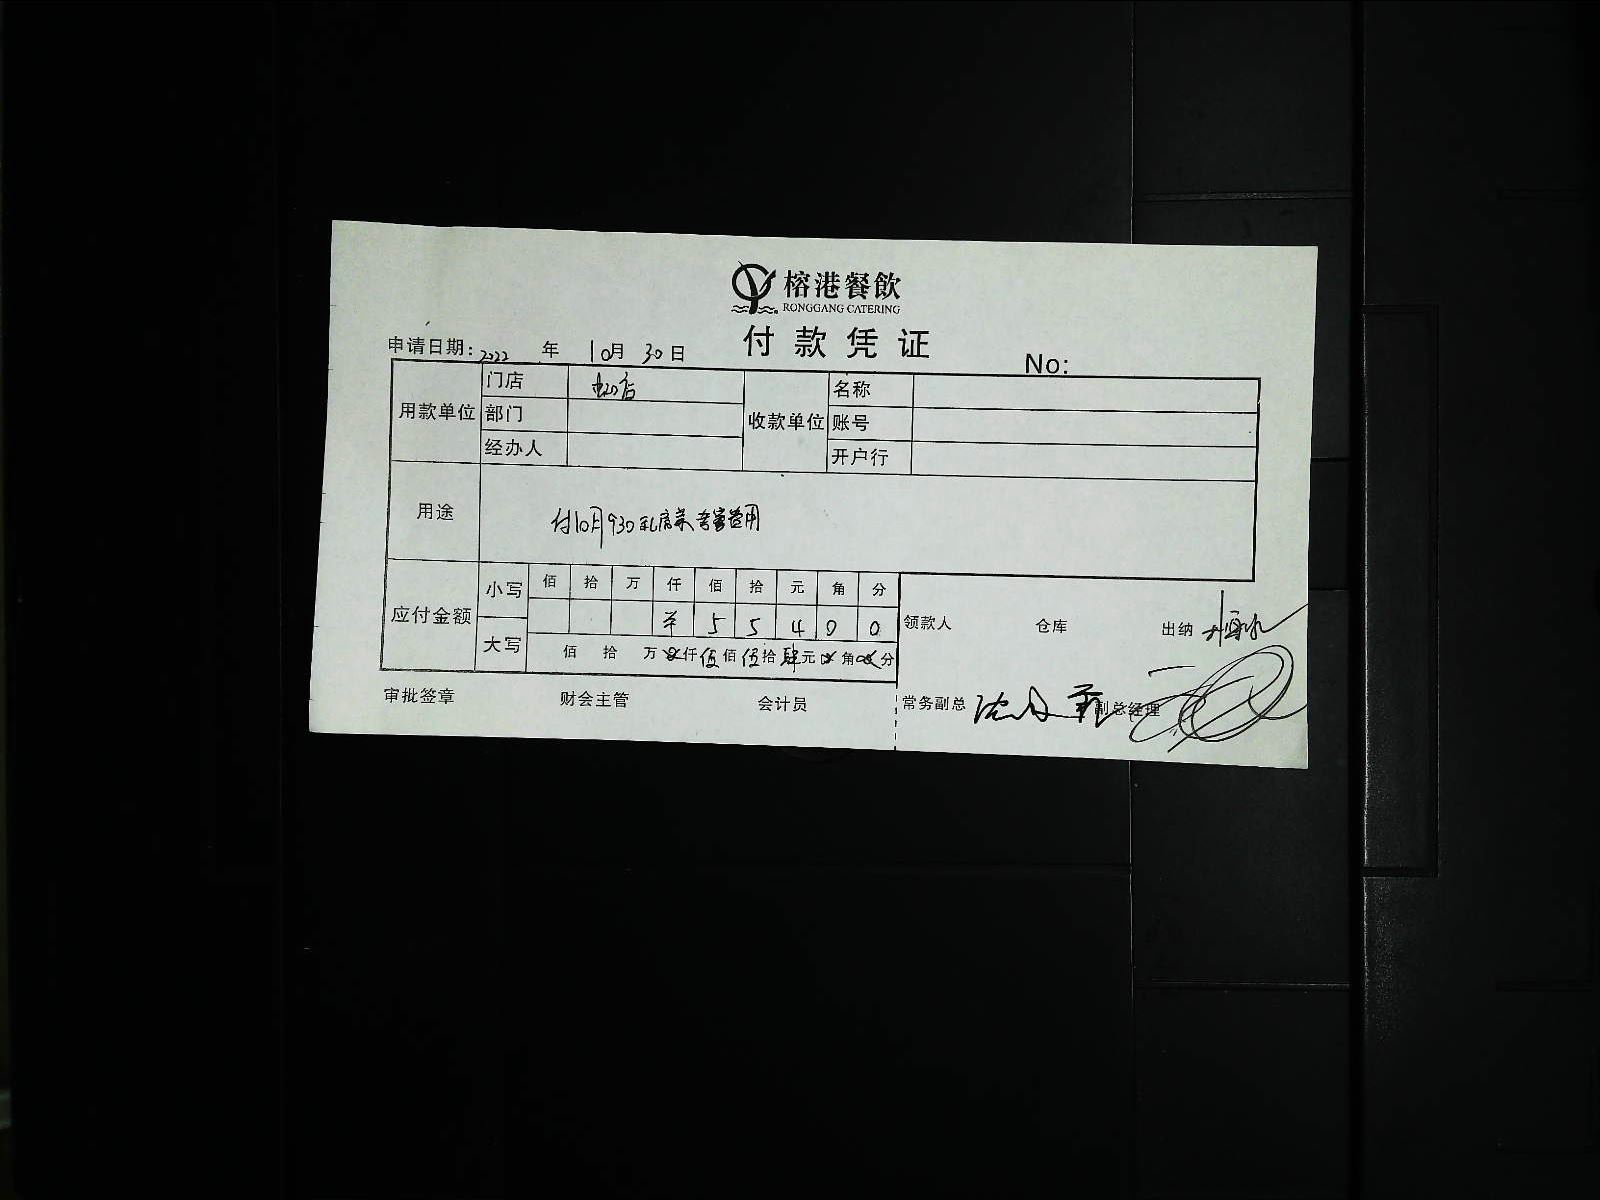 榕港餐飲
RONGGANG CATERING
付款凭证
申请日期: 2022 年 10月 30日 No:
用款单位 门店 店 收款单位 名称
部门 账号
经办人 开户行
用途 付10月930私房菜 费用
应付金额 小写 佰 拾 万 仟 佰 拾 元 角 分
¥ 5 5 4 0 0
大写 佰 拾 万 仟 伍佰 伍拾 肆元 角 分
领款人 仓库 出纳
审批签章 财会主管 会计员 常务副总 副总经理